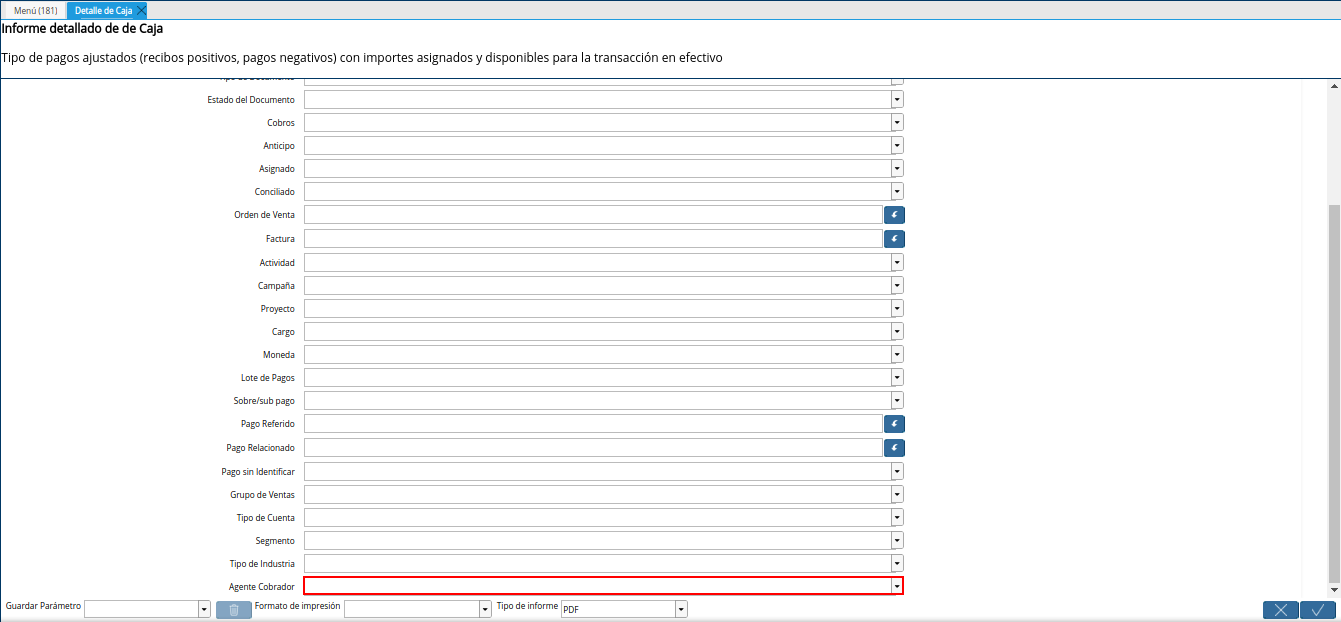 Menú (181)
Detalle de Caja
Informe detallado de de Caja
Tipo de pagos ajustados (recibos positivos, pagos negativos) con importes asignados y disponibles para la transacción en efectivo
Estado del Documento
Cobros
Anticipo
Asignado
Conciliado
Orden de Venta
Factura
Actividad
Campaña
Proyecto
Cargo
Moneda
Lote de Pagos
Sobre/sub pago
Pago Referido
Pago Relacionado
Pago sin Identificar
Grupo de Ventas
Tipo de Cuenta
Segmento
Tipo de Industria
Agente Cobrador
Guardar Parámetro
Formato de impresión
Tipo de informe
PDF